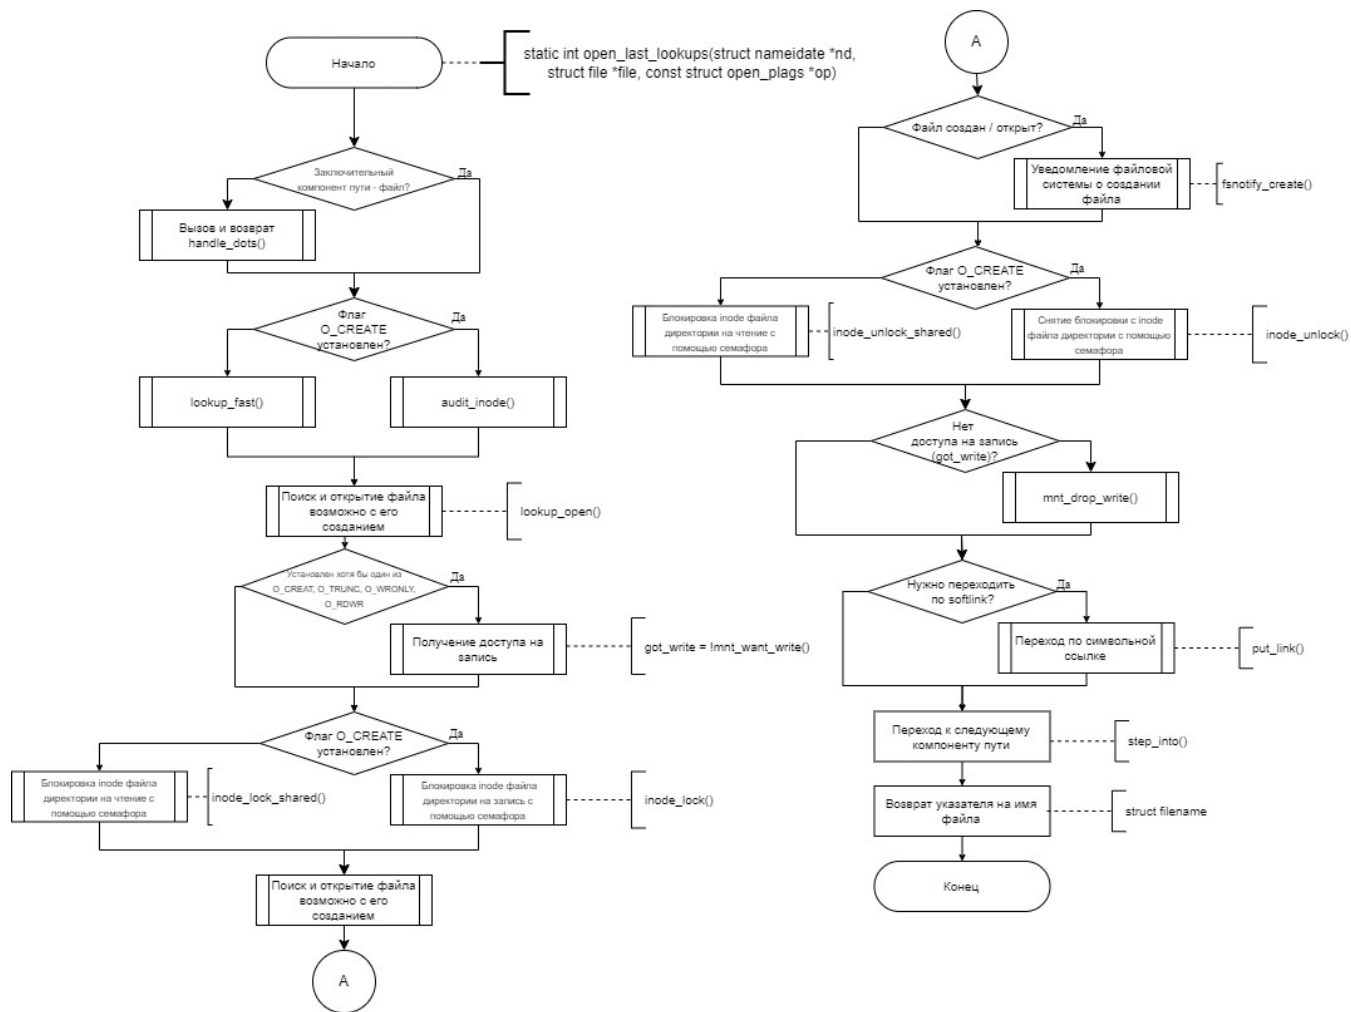 Начало
static int open_last_lookups(struct nameidate *nd,
struct file *file, const struct open_plags *op)
Заключительный
компонент пути - файл?
Да
Вызов и возврат
handle_dots()
Флаг
O_CREATE
установлен?
Да
lookup_fast()
audit_inode()
Поиск и открытие файла
возможно с его
созданием
lookup_open()
Установлен хотя бы один из
O_CREAT, O_TRUNC, O_WRONLY,
O_RDWR
Да
Получение доступа на
запись
got_write = !mnt_want_write()
Флаг O_CREATE
установлен?
Да
Блокировка inode файла
директории на чтение с
помощью семафора
inode_lock_shared()
Блокировка inode файла
директории на запись с
помощью семафора
inode_lock()
Поиск и открытие файла
возможно с его
созданием
A
A
Файл создан / открыт?
Да
Уведомление файловой
системы о создании
файла
fsnotify_create()
Флаг O_CREATE
установлен?
Да
Блокировка inode файла
директории на чтение с
помощью семафора
inode_unlock_shared()
Снятие блокировки с inode
файла директории с помощью
семафора
inode_unlock()
Нет
доступа на запись
(got_write)?
mnt_drop_write()
Нужно переходить
по softlink?
Да
Переход по символьной
ссылке
put_link()
Переход к следующему
компоненту пути
step_into()
Возврат указателя на имя
файла
struct filename
Конец